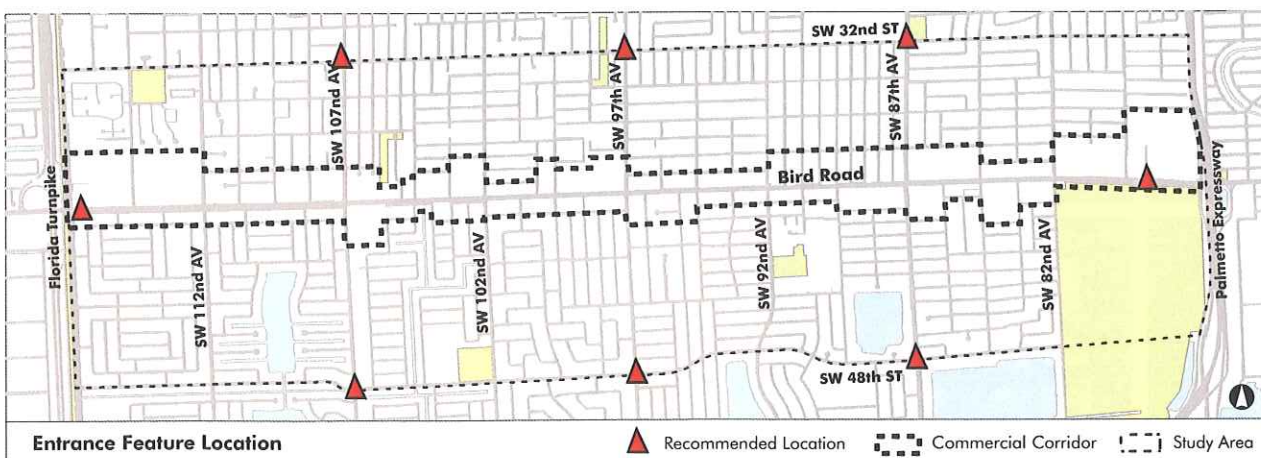 SW 32nd ST
SW 107nd AV
SW 97th AV
SW 87th AV
Bird Road
Florida Turnpike
Palmetto Expressway
SW 112nd AV
SW 102nd AV
SW 92nd AV
SW 82nd AV
SW 48th ST
Entrance Feature Location
Recommended Location
Commercial Corridor
Study Area